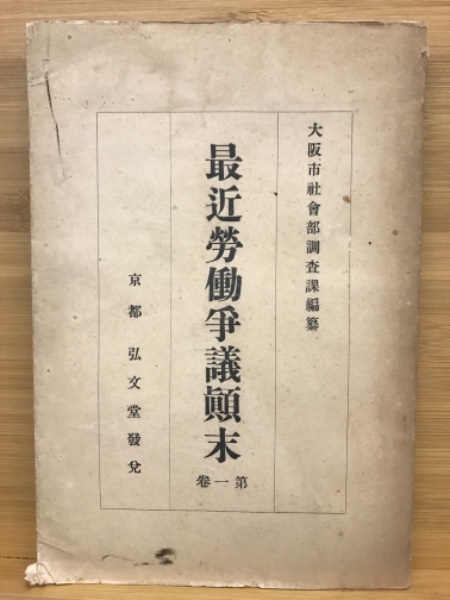 大阪市社會部調査課編纂
最近勞働爭議顚末
第一卷
京都 弘文堂發兌